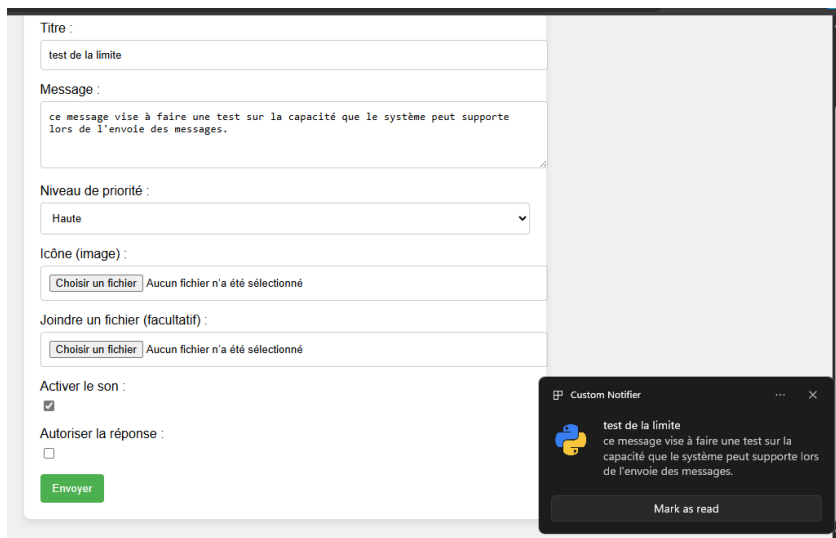 Titre :
test de la limite
Message :
ce message vise à faire une test sur la capacité que le système peut supporte
lors de l'envoie des messages.
Niveau de priorité :
Haute
Icône (image) :
Choisir un fichier Aucun fichier n'a été sélectionné
Joindre un fichier (facultatif) :
Choisir un fichier Aucun fichier n'a été sélectionné
Activer le son :
Autoriser la réponse :
Envoyer
Custom Notifier
test de la limite
ce message vise à faire une test sur la
capacité que le système peut supporte lors
de l'envoie des messages.
Mark as read